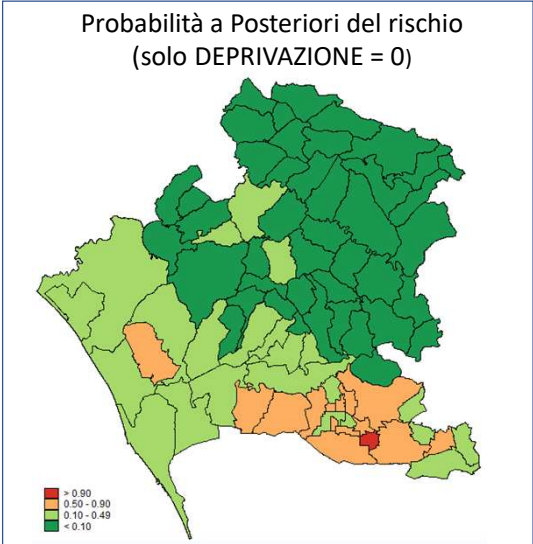 Probabilità a Posteriori del rischio
(solo DEPRIVAZIONE = 0)
> 0.90
0.50 - 0.90
0.10 - 0.49
< 0.10